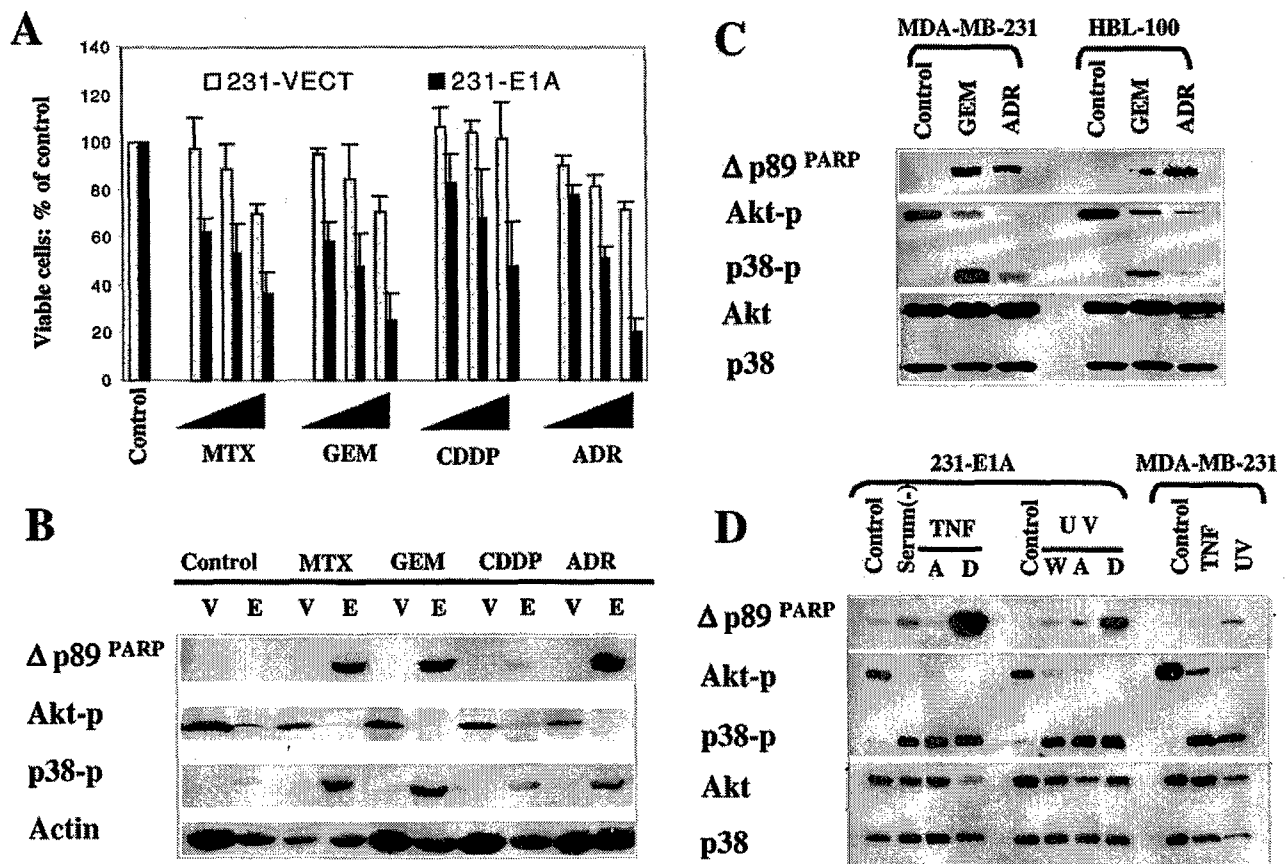 A
140
120
100
80
60
40
20
0
Viable cells: % of control
231-VECT 231-E1A
Control
MTX GEM CDDP ADR
B
Control MTX GEM CDDP ADR
V E V E V E V E V E
Δ p89 PARP
Akt-p
p38-p
Actin
C
MDA-MB-231 HBL-100
Control GEM ADR Control GEM ADR
Δ p89 PARP
Akt-p
p38-p
Akt
p38
D
231-E1A MDA-MB-231
Control Serum(-) TNF Control UV Control TNF UV
A D W A D
Δ p89 PARP
Akt-p
p38-p
Akt
p38